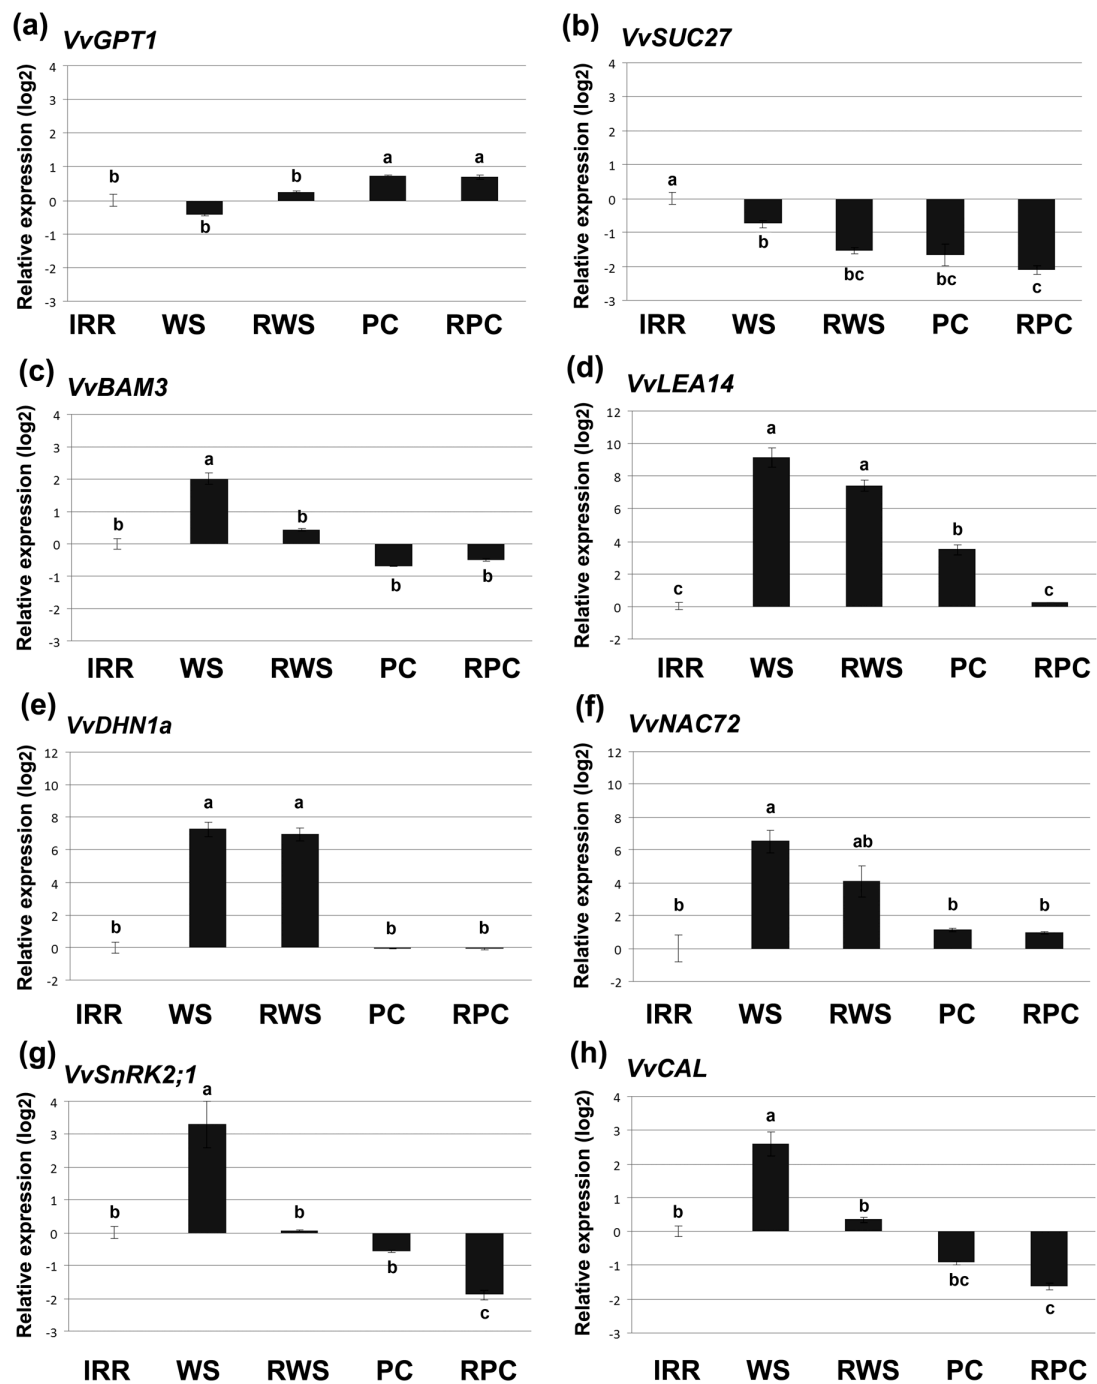 (a) VvGPT1
Relative expression (log2)
4
3
2
1
0
-1
-2
-3
b
b
b
a
a
IRR WS RWS PC RPC
(b) VvSUC27
Relative expression (log2)
4
3
2
1
0
-1
-2
-3
a
b
bc
bc
c
IRR WS RWS PC RPC
(c) VvBAM3
Relative expression (log2)
4
3
2
1
0
-1
-2
-3
b
a
b
b
b
IRR WS RWS PC RPC
(d) VvLEA14
Relative expression (log2)
12
10
8
6
4
2
0
-2
c
a
a
b
c
IRR WS RWS PC RPC
(e) VvDHN1a
Relative expression (log2)
12
10
8
6
4
2
0
-2
b
a
a
b
b
IRR WS RWS PC RPC
(f) VvNAC72
Relative expression (log2)
12
10
8
6
4
2
0
-2
b
a
ab
b
b
IRR WS RWS PC RPC
(g) VvSnRK2;1
Relative expression (log2)
4
3
2
1
0
-1
-2
-3
b
a
b
b
c
IRR WS RWS PC RPC
(h) VvCAL
Relative expression (log2)
4
3
2
1
0
-1
-2
-3
b
a
b
bc
c
IRR WS RWS PC RPC